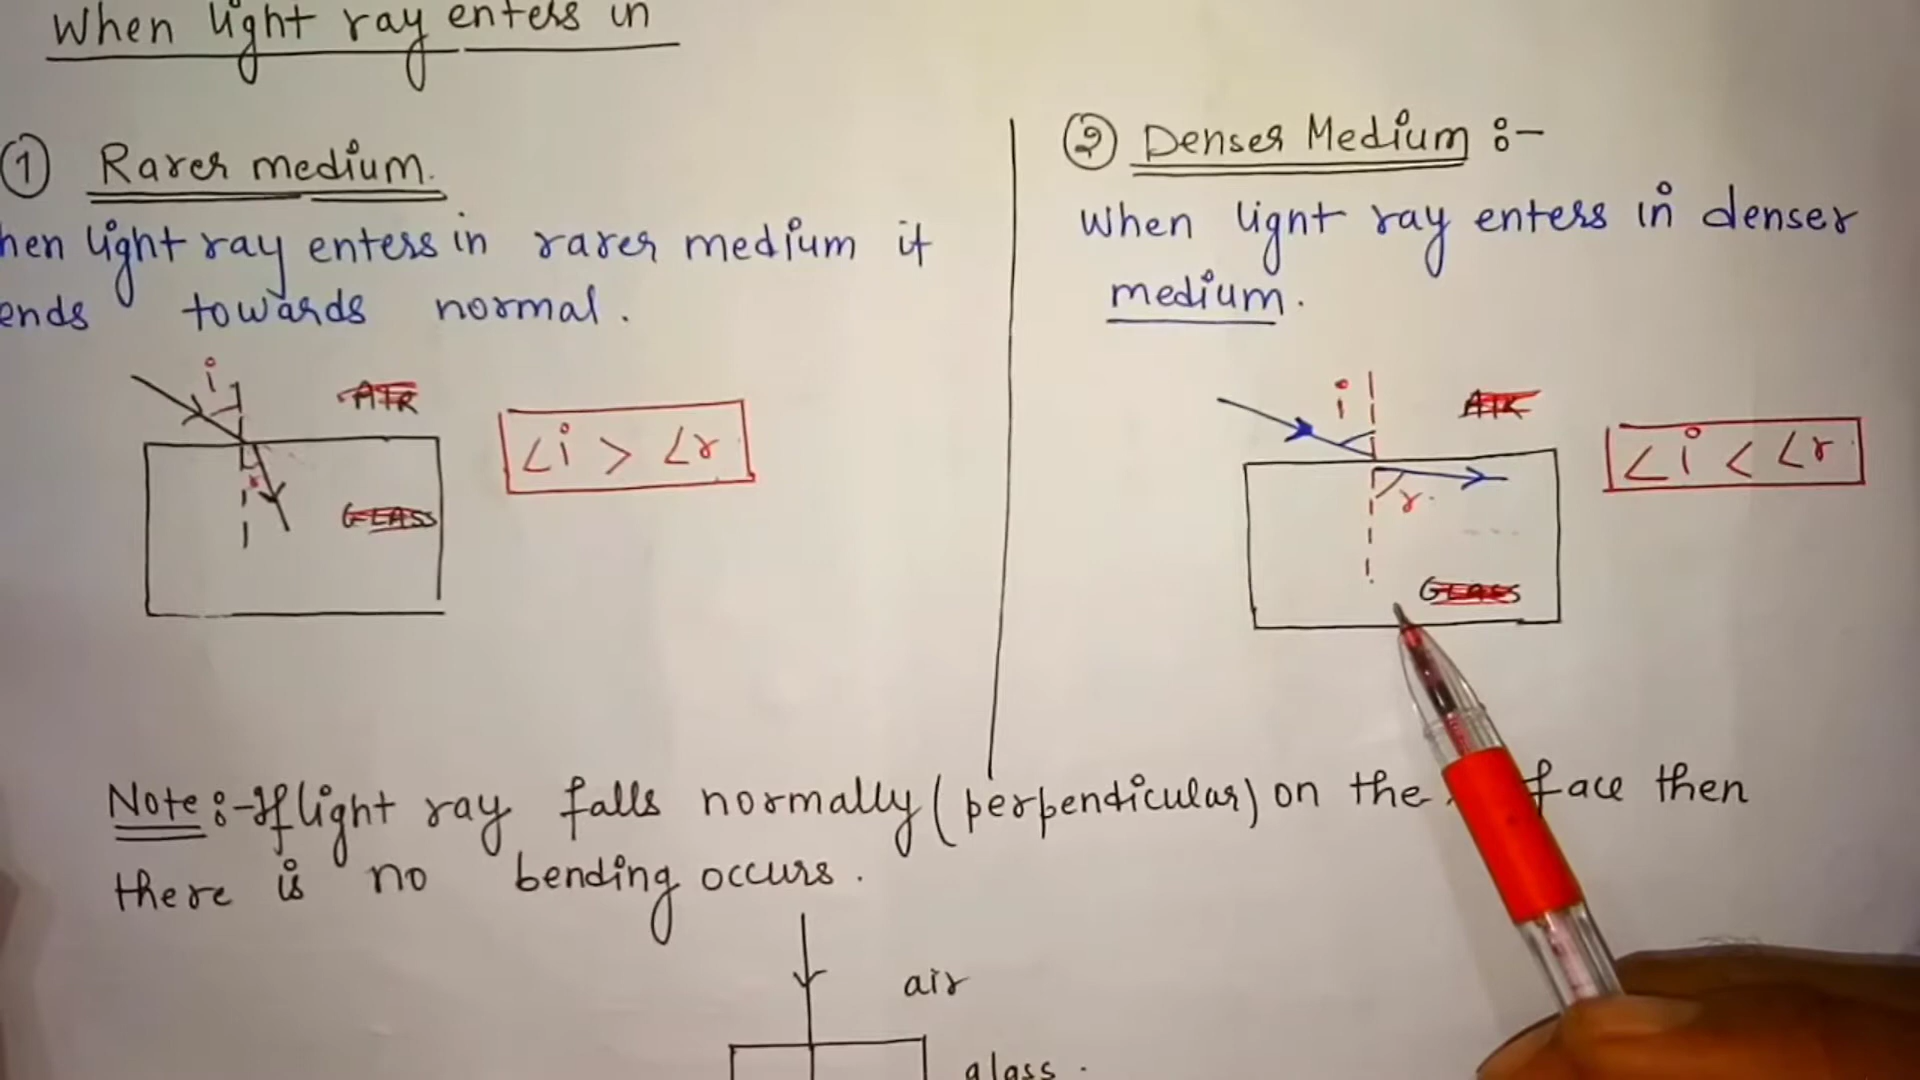 When light ray enters in
① Rarer medium.
hen light ray enters in rarer medium it
ends towards normal.
i
AIR
∠i > ∠r
r
GLASS
② Denser Medium :-
When light ray enters in denser
medium.
i
AIR
∠i < ∠r
r.
GLASS
Note :- If light ray falls normally (perpendicular) on the face then
there is no bending occurs.
air
glass.